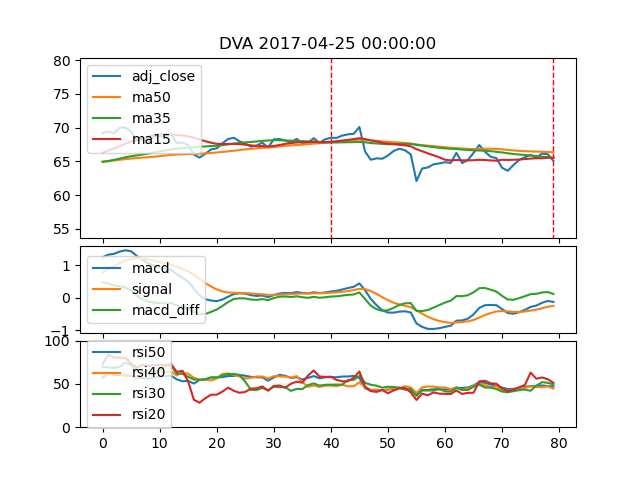 DVA 2017-04-25 00:00:00
80
75
70
65
60
55
adj_close
ma50
ma35
ma15
1
0
−1
macd
signal
macd_diff
100
50
0
rsi50
rsi40
rsi30
rsi20
0 10 20 30 40 50 60 70 80